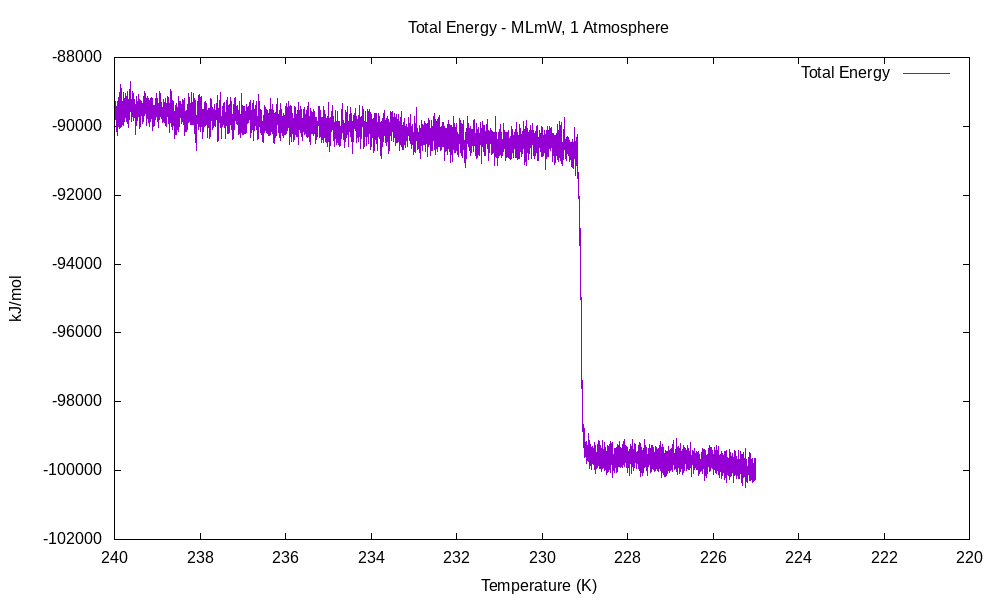 Total Energy - MLmW, 1 Atmosphere
Total Energy
-88000
-90000
-92000
-94000
-96000
-98000
-100000
-102000
kJ/mol
240 238 236 234 232 230 228 226 224 222 220
Temperature (K)